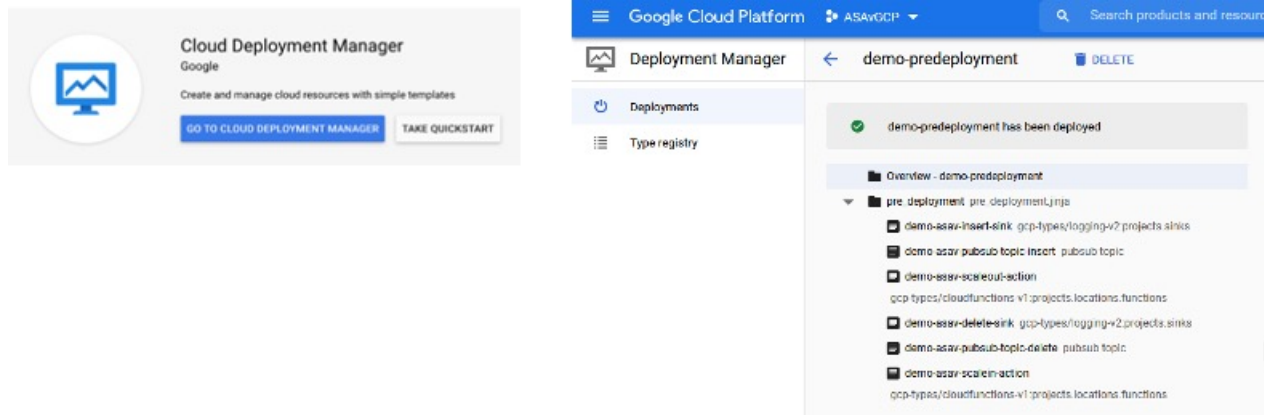 Cloud Deployment Manager
Google
Create and manage cloud resources with simple templates
GO TO CLOUD DEPLOYMENT MANAGER
TAKE QUICKSTART
Google Cloud Platform
ASAvGCP
Search products and resourc
Deployment Manager
demo-predeployment
DELETE
Deployments
Type registry
demo-predeployment has been deployed
Overview - demo-predeployment
pre_deployment pre_deployment.jinja
demo-asav-insert-sink gcp-types/logging-v2:projects.sinks
demo-asav-pubsub-topic-insert pubsub topic
demo-asav-scaleout-action
gcp-types/cloudfunctions-v1:projects.locations.functions
demo-asav-delete-sink gcp-types/logging-v2:projects.sinks
demo-asav-pubsub-topic-delete pubsub topic
demo-asav-scalein-action
gcp-types/cloudfunctions-v1:projects.locations.functions